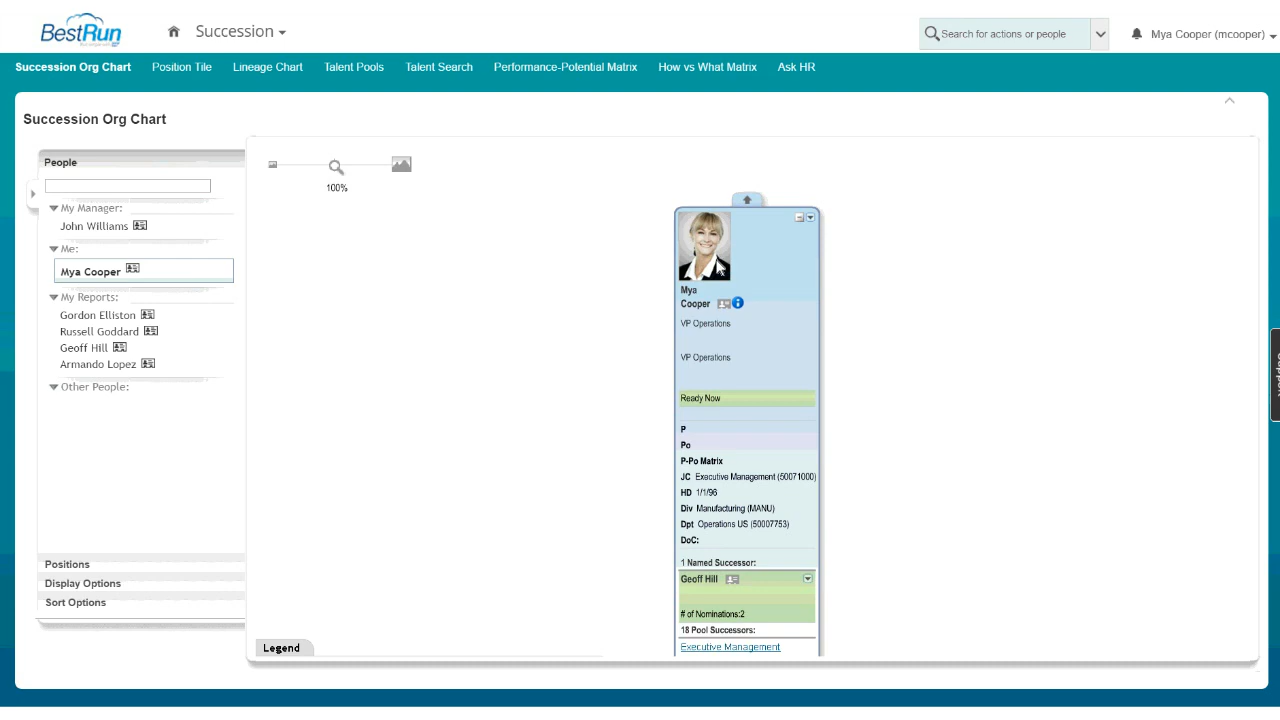 BestRun
Succession
Search for actions or people
Mya Cooper (mcooper)
Succession Org Chart
Position Tile
Lineage Chart
Talent Pools
Talent Search
Performance-Potential Matrix
How vs What Matrix
Ask HR
Succession Org Chart
People
My Manager:
John Williams
Me:
Mya Cooper
My Reports:
Gordon Elliston
Russell Goddard
Geoff Hill
Armando Lopez
Other People:
Positions
Display Options
Sort Options
100%
Mya
Cooper
VP Operations
VP Operations
Ready Now
P
Po
P-Po Matrix
JC Executive Management (50071000)
HD 1/1/96
Div Manufacturing (MANU)
Dpt Operations US (50007753)
DoC:
1 Named Successor:
Geoff Hill
# of Nominations:2
18 Pool Successors:
Executive Management
Legend